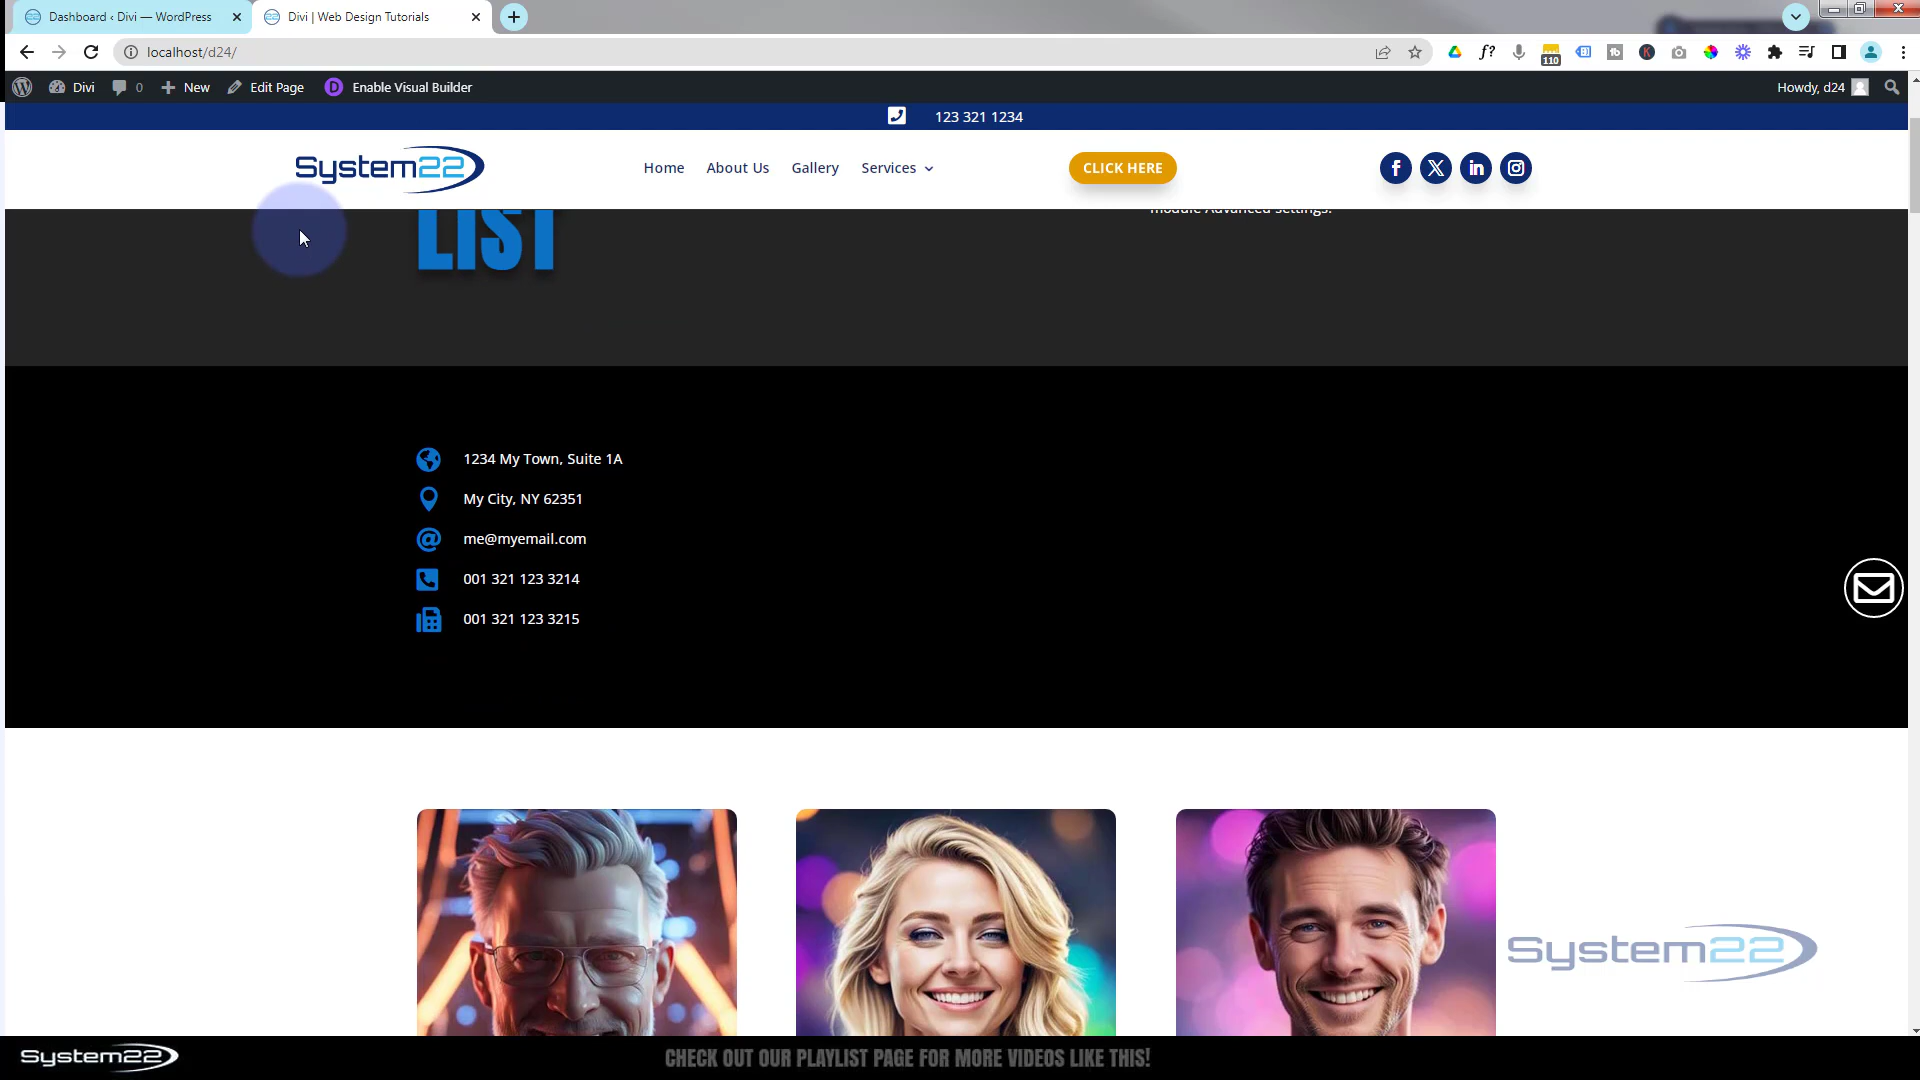 Dashboard ‹ Divi — WordPress
Divi | Web Design Tutorials
localhost/d24/
110
Divi
0
New
Edit Page
D
Enable Visual Builder
Howdy, d24
123 321 1234
System22
Home
About Us
Gallery
Services
CLICK HERE
LIST
module Advanced settings.
1234 My Town, Suite 1A
My City, NY 62351
me@myemail.com
001 321 123 3214
001 321 123 3215
System22
System22
CHECK OUT OUR PLAYLIST PAGE FOR MORE VIDEOS LIKE THIS!